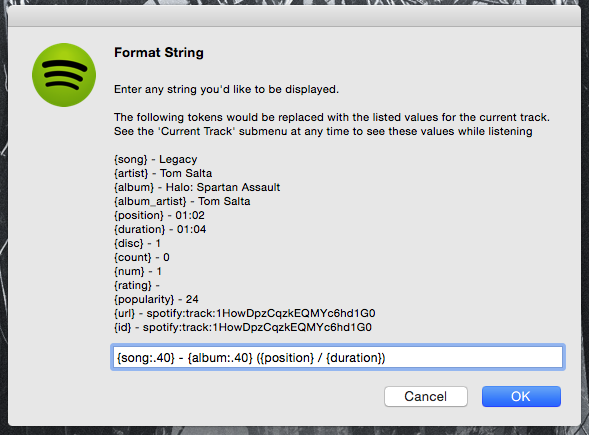 Format String
Enter any string you'd like to be displayed.
The following tokens would be replaced with the listed values for the current track.
See the 'Current Track' submenu at any time to see these values while listening
{song} - Legacy
{artist} - Tom Salta
{album} - Halo: Spartan Assault
{album_artist} - Tom Salta
{position} - 01:02
{duration} - 01:04
{disc} - 1
{count} - 0
{num} - 1
{rating} -
{popularity} - 24
{url} - spotify:track:1HowDpzCqzkEQMYc6hd1G0
{id} - spotify:track:1HowDpzCqzkEQMYc6hd1G0
{song:.40} - {album:.40} ({position} / {duration})
Cancel
OK